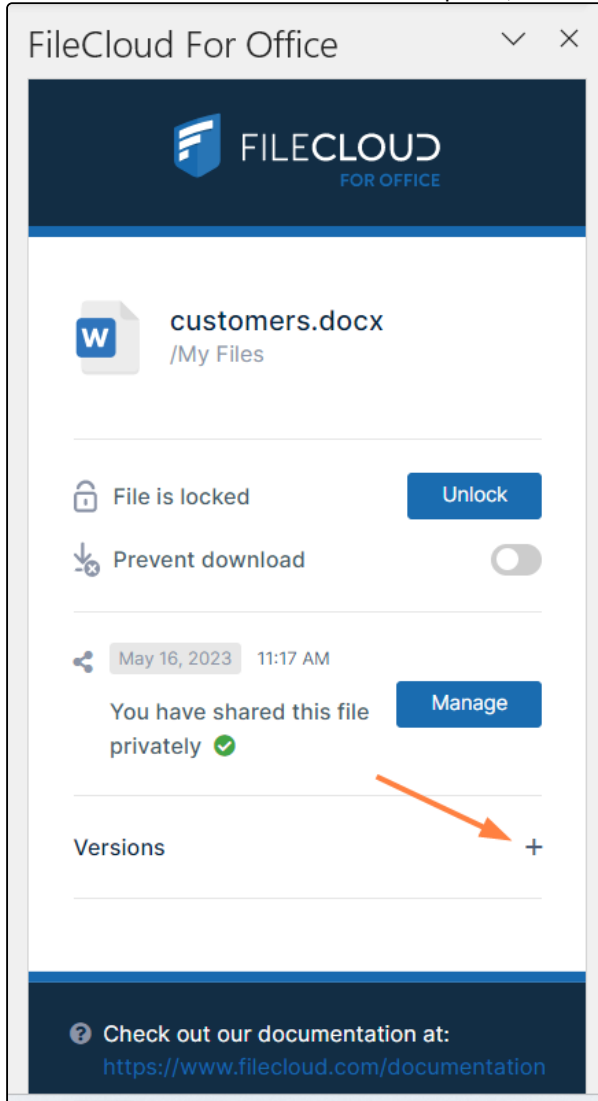 FileCloud For Office
FILECLOUD
FOR OFFICE
W
customers.docx
/My Files
File is locked
Unlock
Prevent download
May 16, 2023 11:17 AM
You have shared this file
privately
Manage
Versions +
Check out our documentation at:
https://www.filecloud.com/documentation